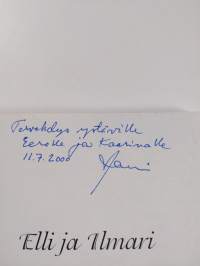 Tervehdys ystäville
Eerolle ja Kaarinalle
11.7.2000
Elli ja Ilmari